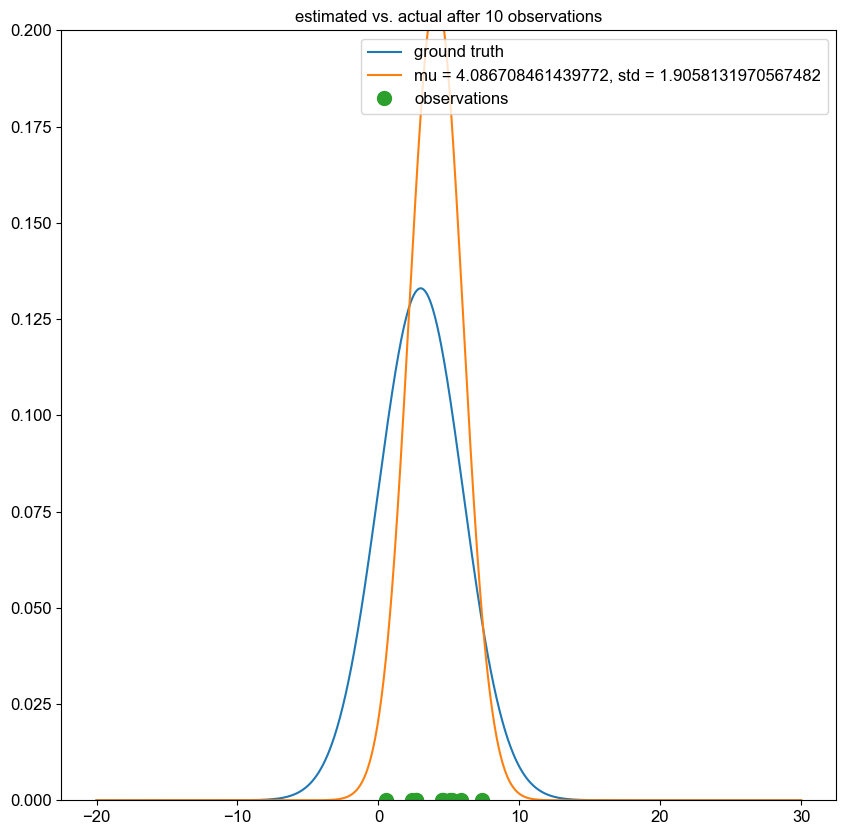 estimated vs. actual after 10 observations
ground truth
mu = 4.086708461439772, std = 1.9058131970567482
observations
0.200
0.175
0.150
0.125
0.100
0.075
0.050
0.025
0.000
−20 −10 0 10 20 30